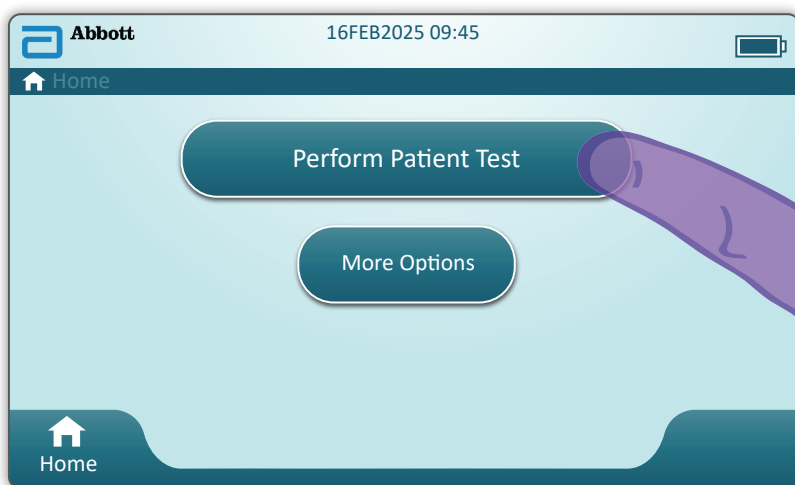 Abbott
16FEB2025 09:45
Home
Perform Patient Test
More Options
Home